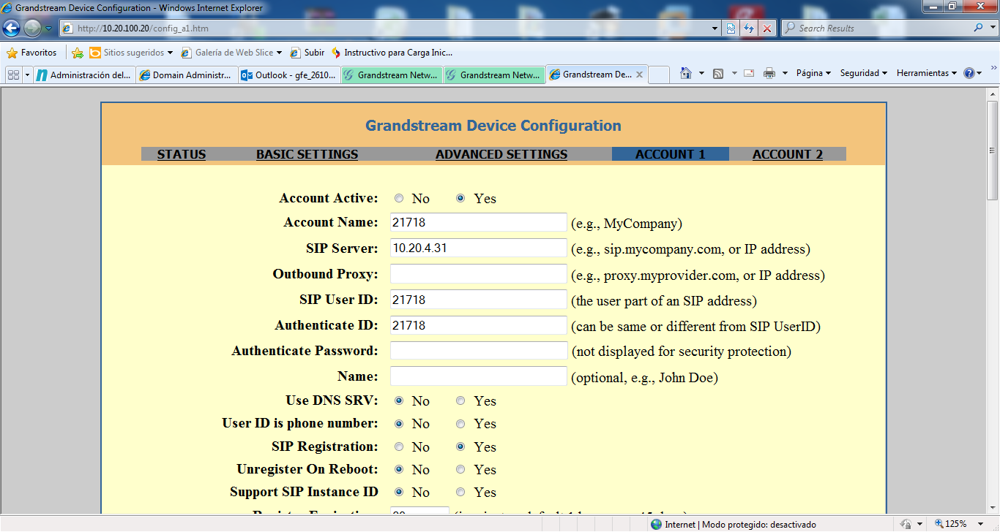 Grandstream Device Configuration - Windows Internet Explorer
http://10.20.100.20/config_a1.htm
Search Results
Favoritos
Sitios sugeridos
Galería de Web Slice
Subir
Instructivo para Carga Inic...
Administración del...
Domain Administr...
Outlook - gfe_2610...
Grandstream Netw...
Grandstream Netw...
Grandstream De...
Página
Seguridad
Herramientas
Grandstream Device Configuration
STATUS BASIC SETTINGS ADVANCED SETTINGS ACCOUNT 1 ACCOUNT 2
Account Active: No Yes
Account Name: 21718 (e.g., MyCompany)
SIP Server: 10.20.4.31 (e.g., sip.mycompany.com, or IP address)
Outbound Proxy: (e.g., proxy.myprovider.com, or IP address)
SIP User ID: 21718 (the user part of an SIP address)
Authenticate ID: 21718 (can be same or different from SIP UserID)
Authenticate Password: (not displayed for security protection)
Name: (optional, e.g., John Doe)
Use DNS SRV: No Yes
User ID is phone number: No Yes
SIP Registration: No Yes
Unregister On Reboot: No Yes
Support SIP Instance ID No Yes
Internet | Modo protegido: desactivado
125%